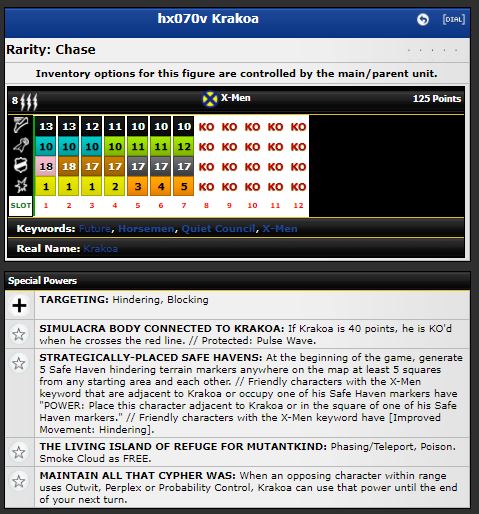 hx070v Krakoa
[DIAL]
Rarity: Chase
Inventory options for this figure are controlled by the main/parent unit.
8 X-Men 125 Points
13 13 12 11 10 10 10 KO KO KO KO KO
10 10 10 10 11 11 12 KO KO KO KO KO
18 18 17 17 17 17 17 KO KO KO KO KO
1 1 1 2 3 4 5 KO KO KO KO KO
SLOT 1 2 3 4 5 6 7 8 9 10 11 12
Keywords: Future, Horsemen, Quiet Council, X-Men
Real Name: Krakoa
Special Powers
TARGETING: Hindering, Blocking
SIMULACRA BODY CONNECTED TO KRAKOA: If Krakoa is 40 points, he is KO'd
when he crosses the red line. // Protected: Pulse Wave.
STRATEGICALLY-PLACED SAFE HAVENS: At the beginning of the game, generate
5 Safe Haven hindering terrain markers anywhere on the map at least 5 squares
from any starting area and each other. // Friendly characters with the X-Men
keyword that are adjacent to Krakoa or occupy one of his Safe Haven markers have
"POWER: Place this character adjacent to Krakoa or in the square of one of his Safe
Haven markers." // Friendly characters with the X-Men keyword have [Improved
Movement: Hindering].
THE LIVING ISLAND OF REFUGE FOR MUTANTKIND: Phasing/Teleport, Poison.
Smoke Cloud as FREE.
MAINTAIN ALL THAT CYPHER WAS: When an opposing character within range
uses Outwit, Perplex or Probability Control, Krakoa can use that power until the end
of your next turn.